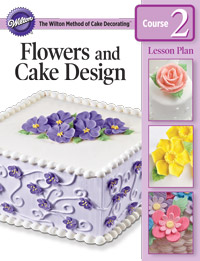 Wilton
The Wilton Method of Cake Decorating
Course 2
Flowers and
Cake Design
Lesson Plan